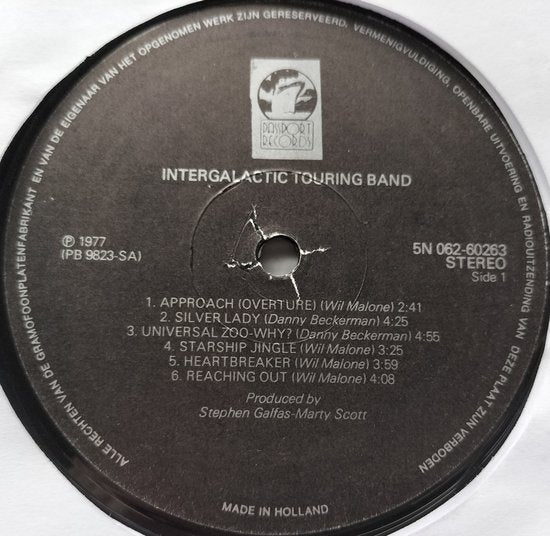 ALLE RECHTEN VAN DE GRAMOFOONPLATENFABRIKANT EN VAN DE EIGENAAR VAN HET OPGENOMEN WERK ZIJN GERESERVEERD. VERMENIGVULDIGING, OPENBARE UITVOERING EN RADIOUITZENDING VAN DEZE PLAAT ZIJN VERBODEN
PASSPORT
RECORDS
INTERGALACTIC TOURING BAND
℗ 1977
(PB 9823-SA)
5N 062-60263
STEREO
Side 1
1. APPROACH (OVERTURE) (Wil Malone) 2:41
2. SILVER LADY (Danny Beckerman) 4:25
3. UNIVERSAL ZOO-WHY? (Danny Beckerman) 4:55
4. STARSHIP JINGLE (Wil Malone) 3:25
5. HEARTBREAKER (Wil Malone) 3:59
6. REACHING OUT (Wil Malone) 4:08
Produced by
Stephen Galfas-Marty Scott
MADE IN HOLLAND